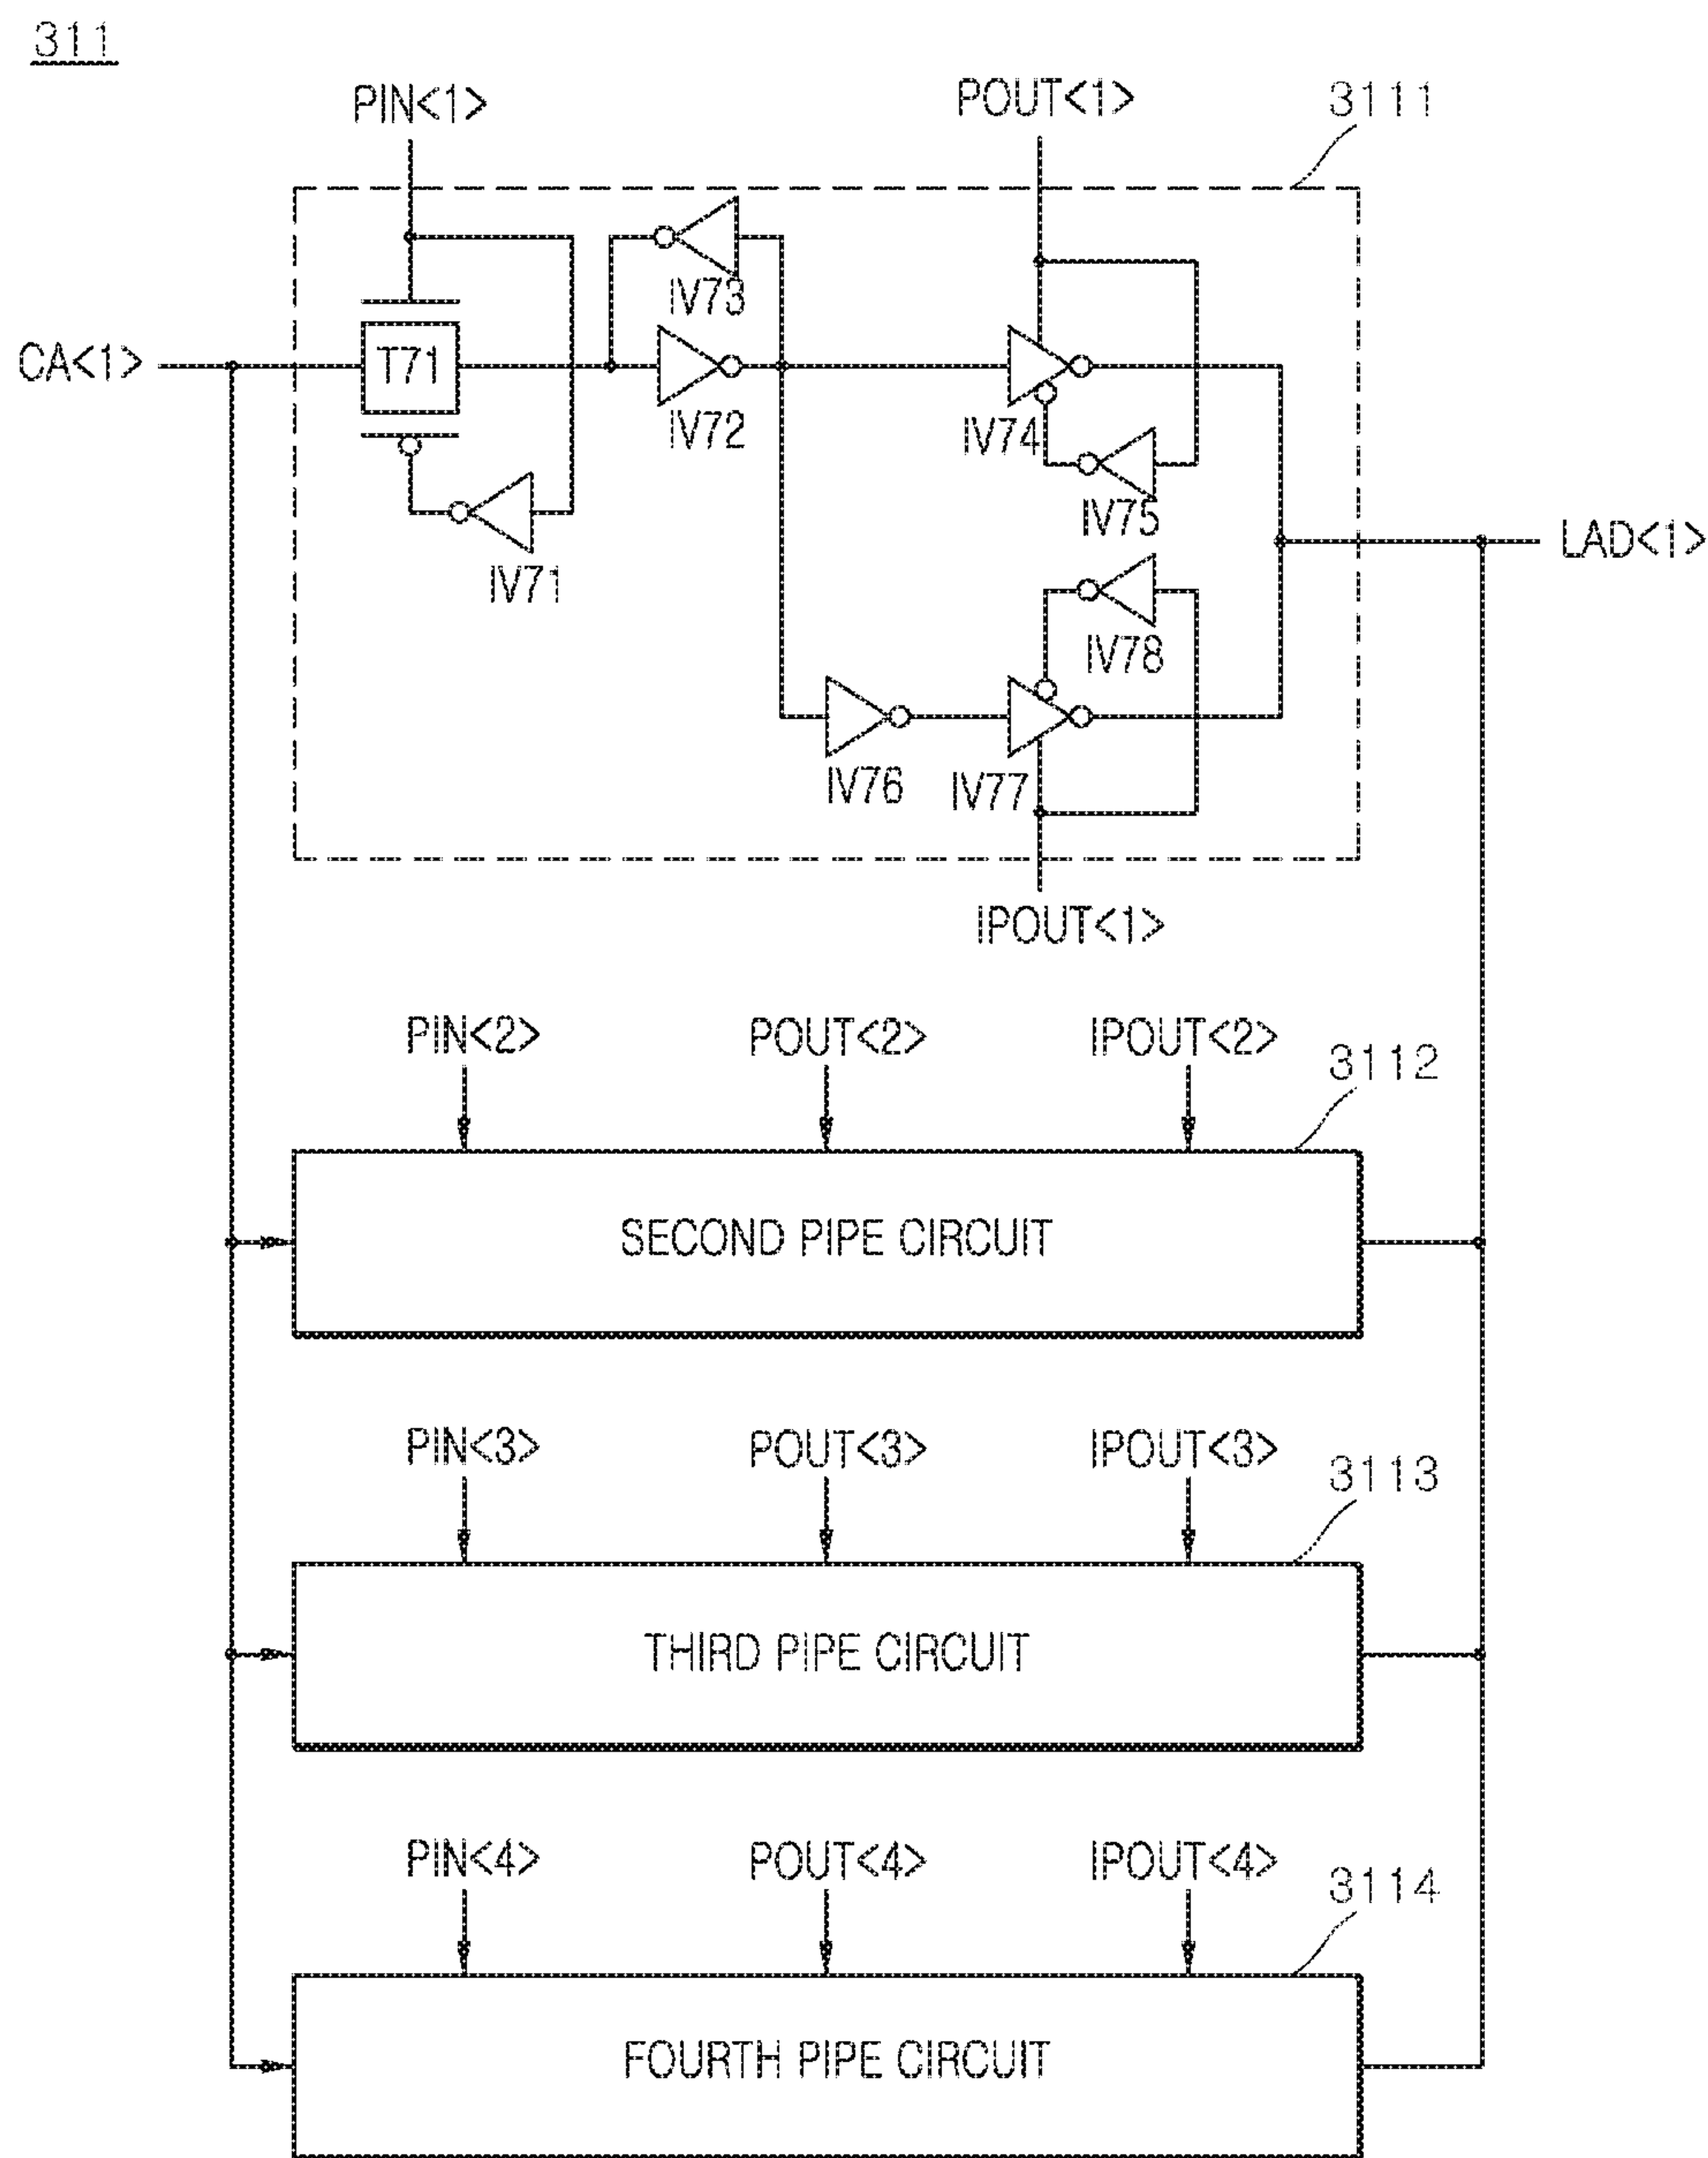 311
PIN<1>
POUT<1>
3111
IV73
CA<1>
T71
IV72
IV74
IV75
IV71
LAD<1>
IV78
IV76
IV77
IPOUT<1>
PIN<2>
POUT<2>
IPOUT<2>
3112
SECOND PIPE CIRCUIT
PIN<3>
POUT<3>
IPOUT<3>
3113
THIRD PIPE CIRCUIT
PIN<4>
POUT<4>
IPOUT<4>
3114
FOURTH PIPE CIRCUIT